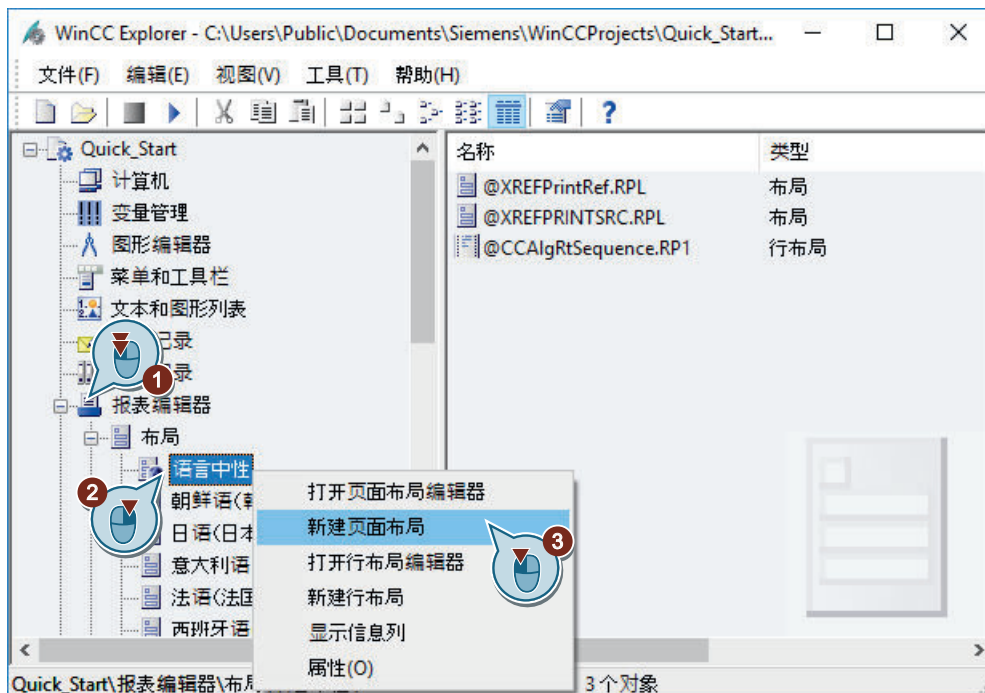 WinCC Explorer - C:\Users\Public\Documents\Siemens\WinCCProjects\Quick_Start...
文件(F) 编辑(E) 视图(V) 工具(T) 帮助(H)
Quick_Start
计算机
变量管理
图形编辑器
菜单和工具栏
文本和图形列表
记录
录
报表编辑器
布局
语言中性
朝鲜语(
日语(日本
意大利语
法语(法国
西班牙语
名称 类型
@XREFPrintRef.RPL 布局
@XREFPRINTSRC.RPL 布局
@CCAlgRtSequence.RP1 行布局
1
2
3
打开页面布局编辑器
新建页面布局
打开行布局编辑器
新建行布局
显示信息列
属性(O)
Quick_Start\报表编辑器\布 3个对象